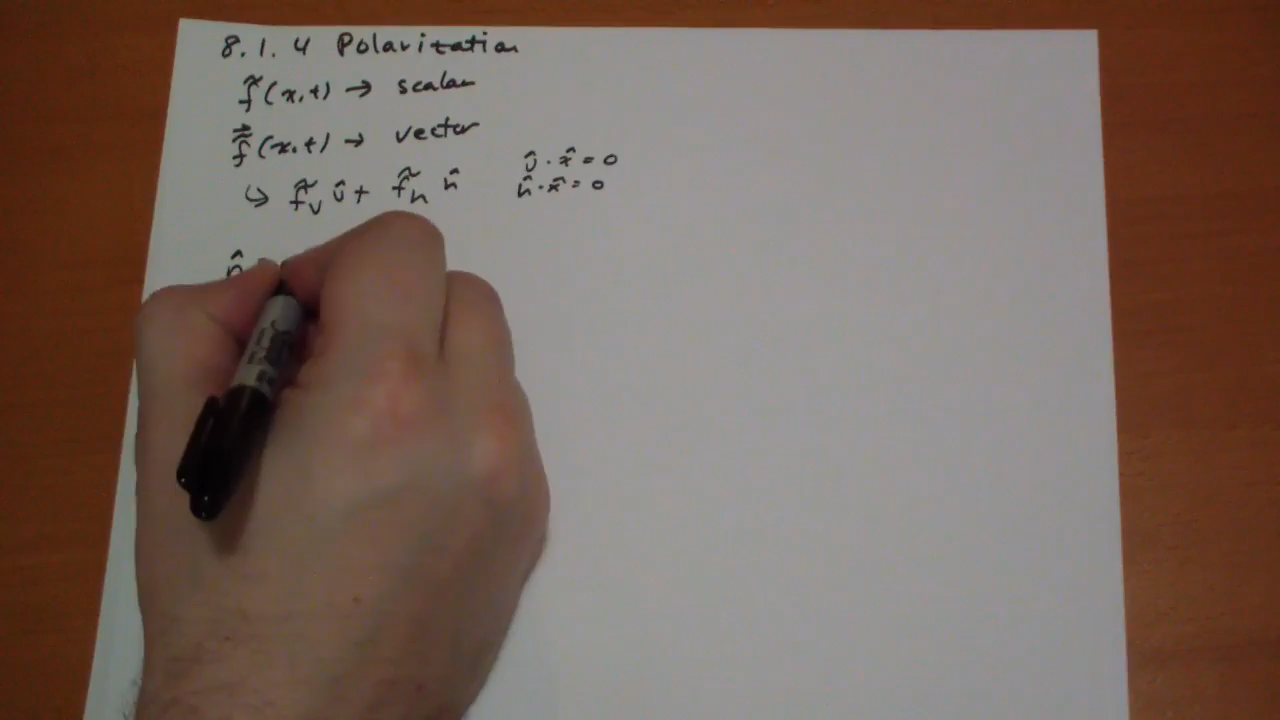 8.1.4 Polarization
f̃(x,t) → scalar
f̃⃗(x,t) → vector
↳ f̃ᵥ v̂ + f̃ₕ ĥ
v̂ · x̂ = 0
ĥ · x̂ = 0
n̂